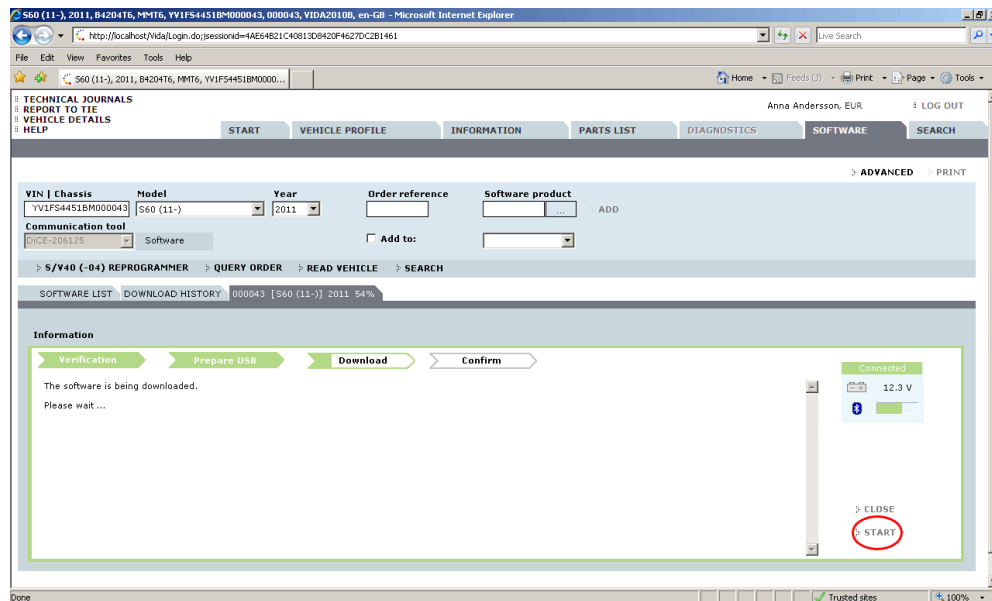 S60 (11-), 2011, B4204T6, MMT6, YV1FS4451BM000043, 000043, VIDA2010B, en-GB - Microsoft Internet Explorer
http://localhost/Vida/Login.do;jsessionid=4AE64B21C40813D8420F4627DC2B1461
Live Search
File Edit View Favorites Tools Help
S60 (11-), 2011, B4204T6, MMT6, YV1FS4451BM0000...
Home Feeds (J) Print Page Tools
TECHNICAL JOURNALS
REPORT TO TIE
VEHICLE DETAILS
HELP
Anna Andersson, EUR LOG OUT
START VEHICLE PROFILE INFORMATION PARTS LIST DIAGNOSTICS SOFTWARE SEARCH
ADVANCED PRINT
VIN | Chassis Model Year Order reference Software product
YV1FS4451BM000043 S60 (11-) 2011 ... ADD
Communication tool
DiCE-206125 Software Add to:
S/V40 (-04) REPROGRAMMER QUERY ORDER READ VEHICLE SEARCH
SOFTWARE LIST DOWNLOAD HISTORY 000043 [S60 (11-)] 2011 54%
Information
Verification Prepare USB Download Confirm
Connected
The software is being downloaded.
12.3 V
Please wait ...
CLOSE
START
Done Trusted sites 100%